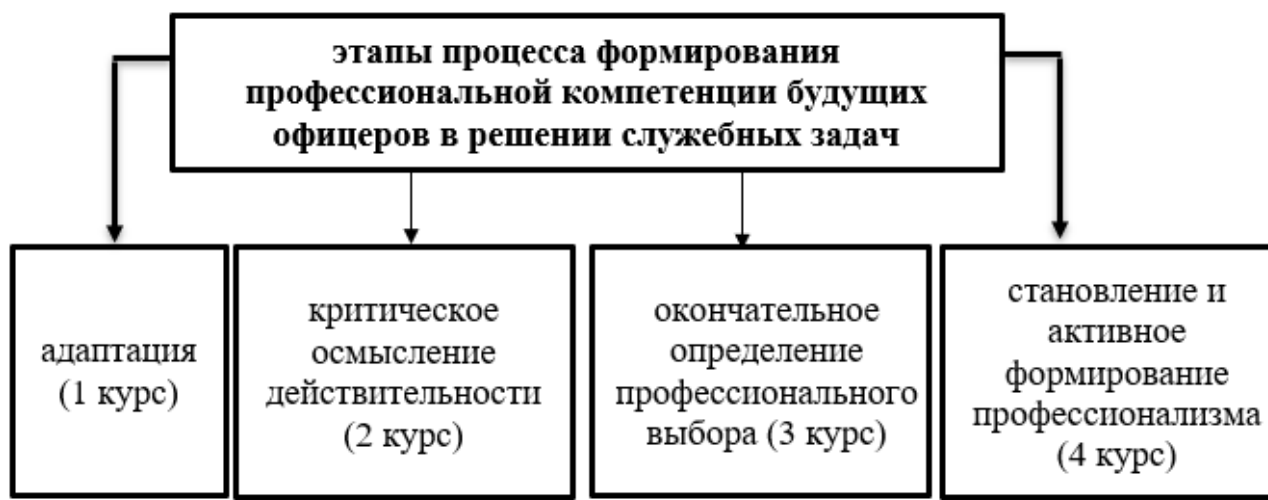 этапы процесса формирования
профессиональной компетенции будущих
офицеров в решении служебных задач
адаптация
(1 курс)
критическое
осмысление
действительности
(2 курс)
окончательное
определение
профессионального
выбора (3 курс)
становление и
активное
формирование
профессионализма
(4 курс)